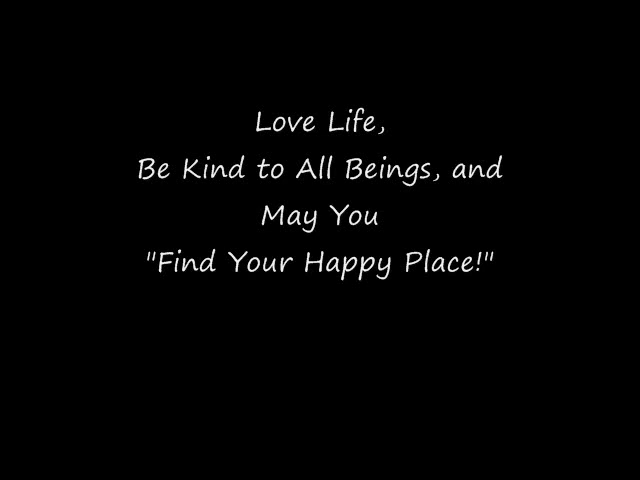 Love Life,
Be Kind to All Beings, and
May You
"Find Your Happy Place!"